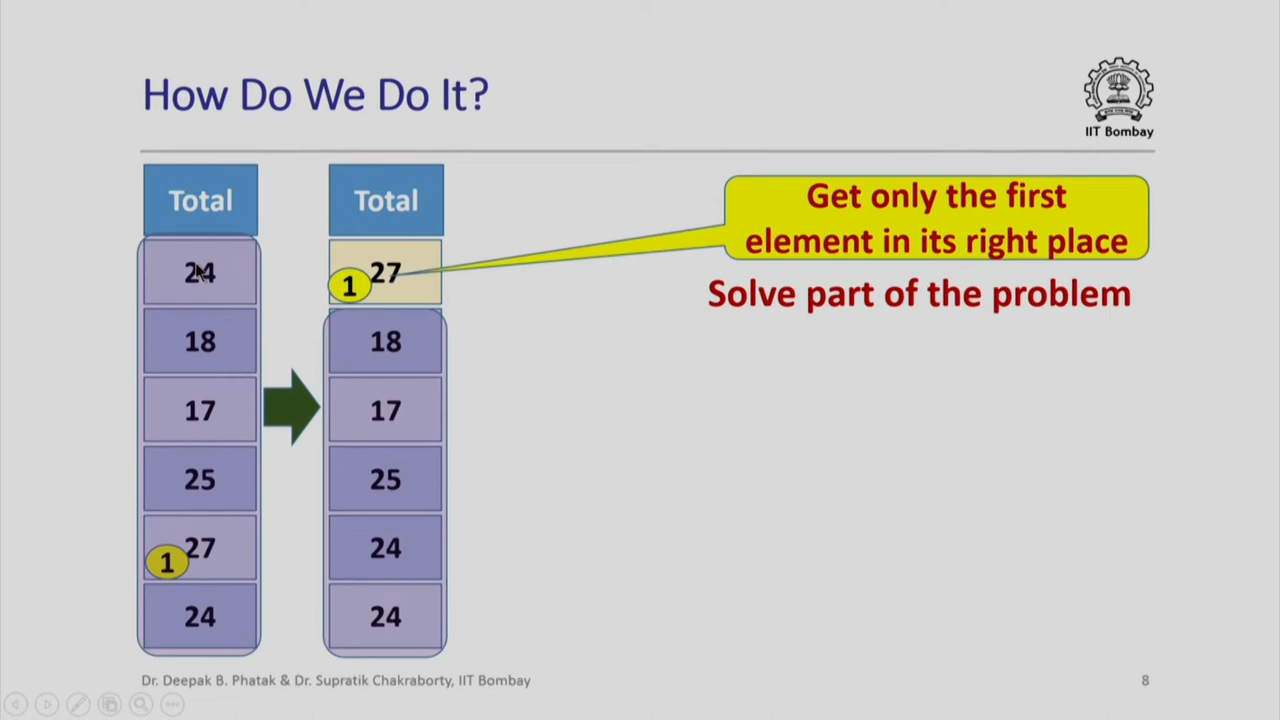 How Do We Do It?
IIT Bombay
Total
24
18
17
25
1 27
24
Total
1 27
18
17
25
24
24
Get only the first
element in its right place
Solve part of the problem
Dr. Deepak B. Phatak & Dr. Supratik Chakraborty, IIT Bombay
8